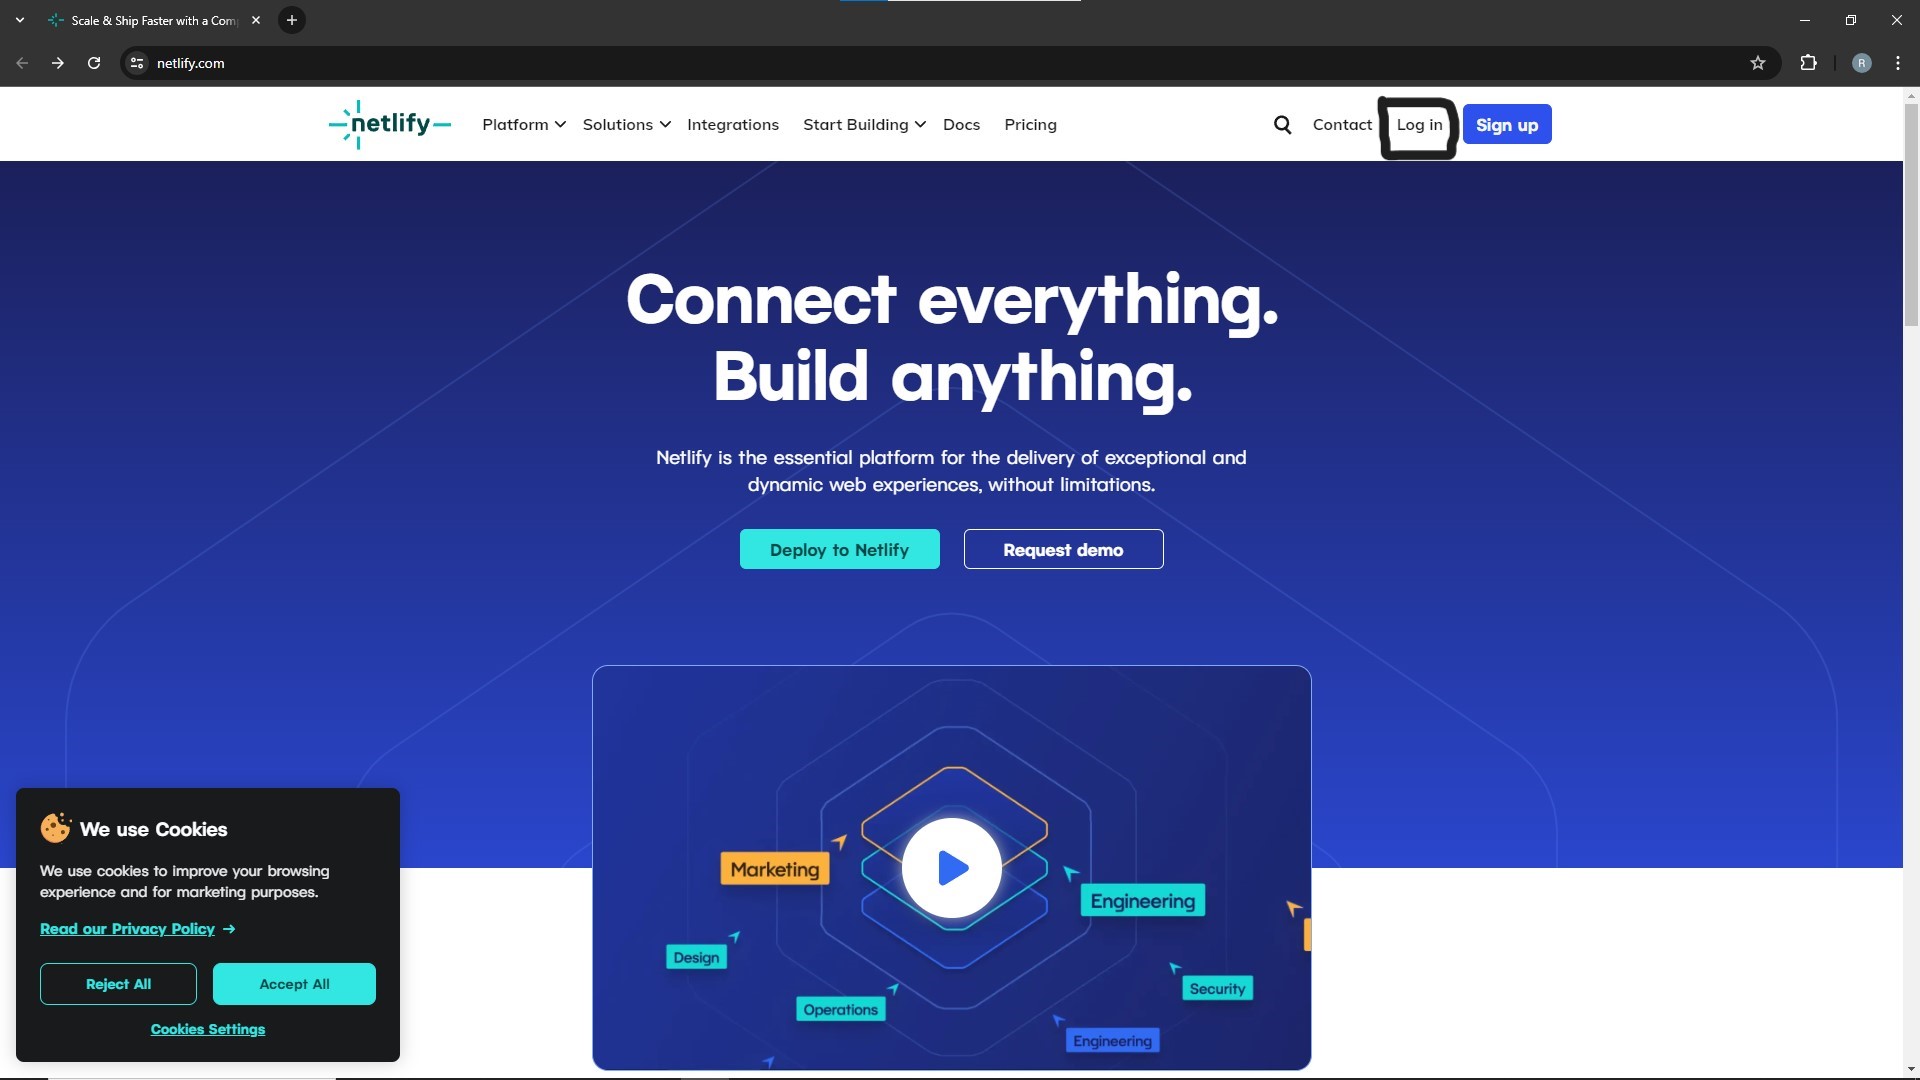 Scale & Ship Faster with a Com
netlify.com
netlify
Platform Solutions Integrations Start Building Docs Pricing
Contact Log in Sign up
Connect everything.
Build anything.
Netlify is the essential platform for the delivery of exceptional and
dynamic web experiences, without limitations.
Deploy to Netlify Request demo
Marketing
Engineering
Design
Security
Operations
Engineering
We use Cookies
We use cookies to improve your browsing
experience and for marketing purposes.
Read our Privacy Policy →
Reject All Accept All
Cookies Settings
R